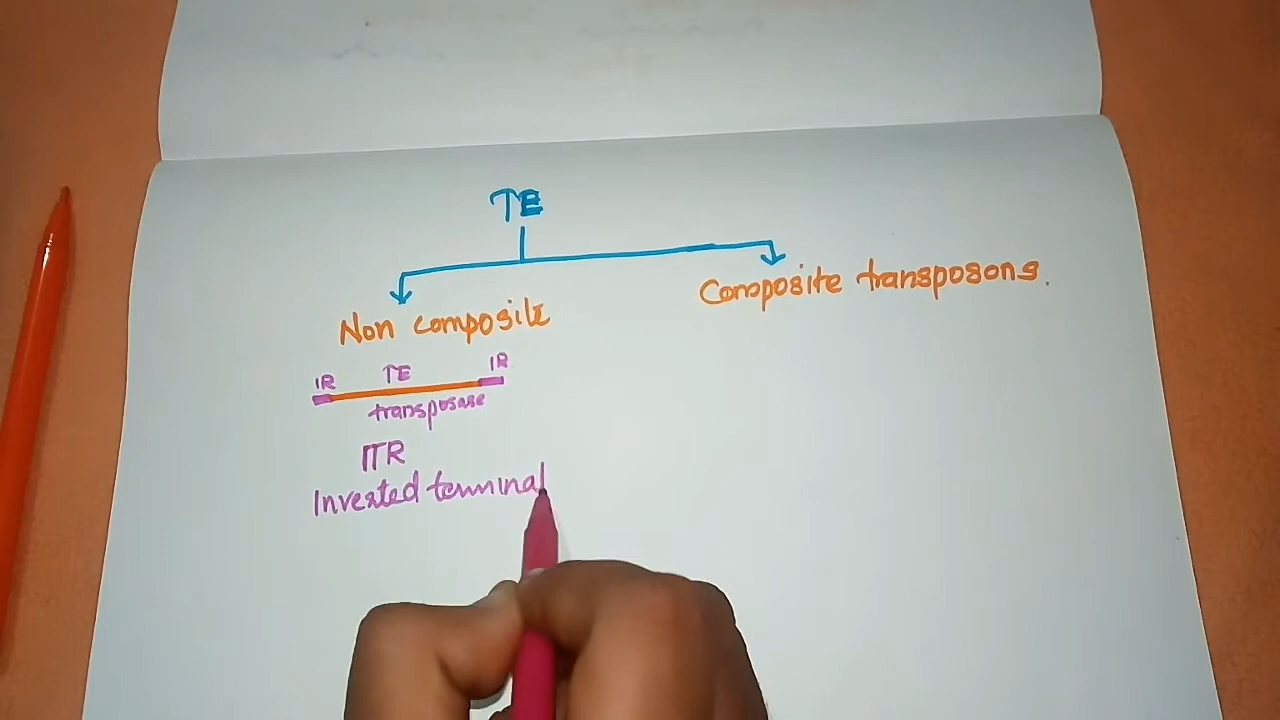 TE
Non composite
Composite transposons.
IR TE IR
transposase
ITR
Inverted terminal